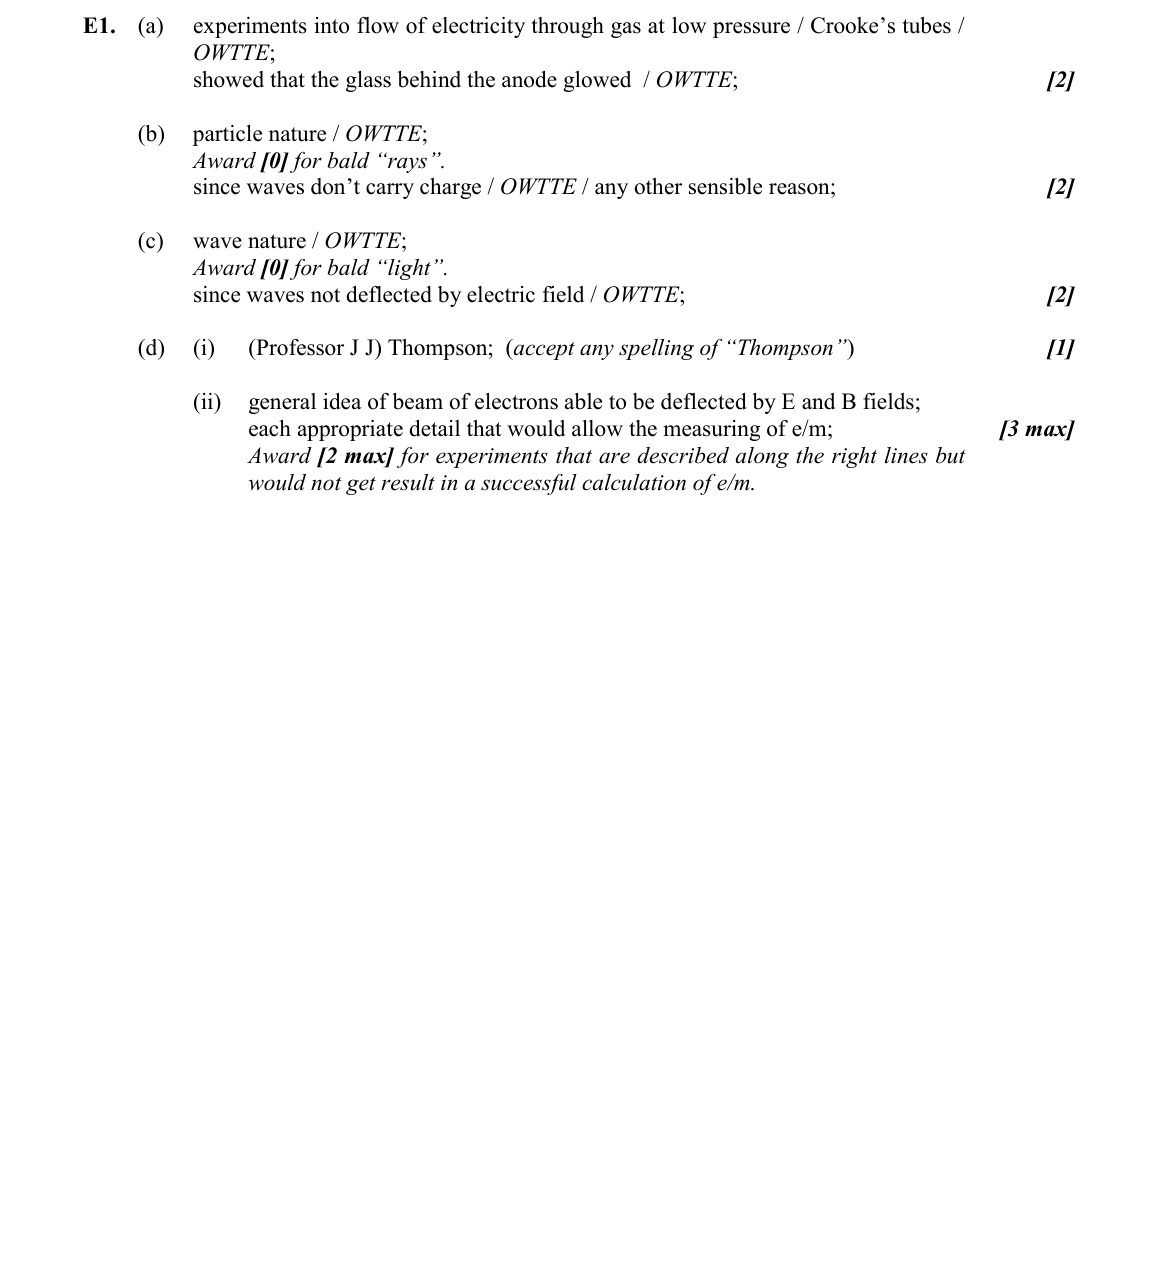 E1. (a) experiments into flow of electricity through gas at low pressure / Crooke’s tubes /
OWTTE;
showed that the glass behind the anode glowed / OWTTE; [2]
(b) particle nature / OWTTE;
Award [0] for bald “rays”.
since waves don’t carry charge / OWTTE / any other sensible reason; [2]
(c) wave nature / OWTTE;
Award [0] for bald “light”.
since waves not deflected by electric field / OWTTE; [2]
(d) (i) (Professor J J) Thompson; (accept any spelling of “Thompson”) [1]
(ii) general idea of beam of electrons able to be deflected by E and B fields;
each appropriate detail that would allow the measuring of e/m; [3 max]
Award [2 max] for experiments that are described along the right lines but
would not get result in a successful calculation of e/m.